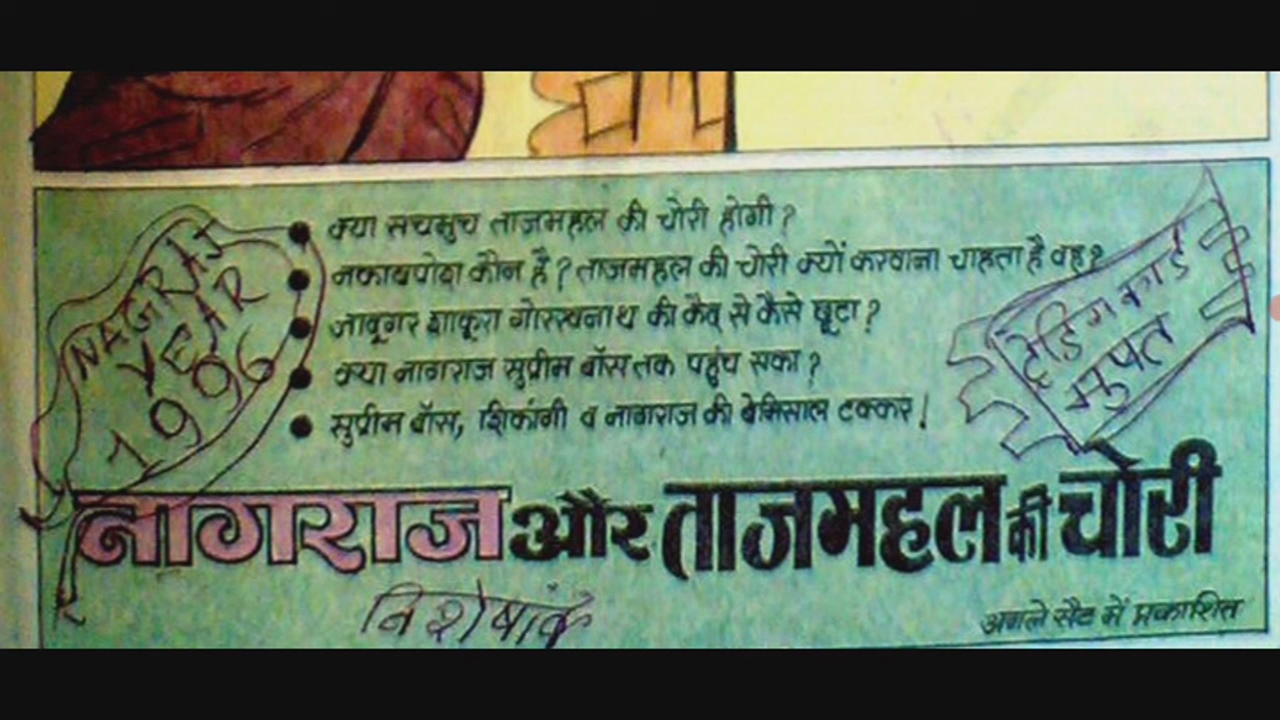 NAGRAJ
YEAR
1996
क्या सचमुच ताजमहल की चोरी होगी ?
नकाबपोश कौन है ? ताजमहल की चोरी क्यों करवाना चाहता है वह ?
जादूगर शाकूरा गोरखनाथ की कैद से कैसे छूटा ?
क्या नागराज सुप्रीम बॉस तक पहुंच सका ?
सुप्रीम बॉस, शिकांगी व नागराज की बेमिसाल टक्कर !
ट्रेडिंग कार्ड
मुफ्त
नागराज और ताजमहल की चोरी
विशेषांक
अगले सैट में प्रकाशित